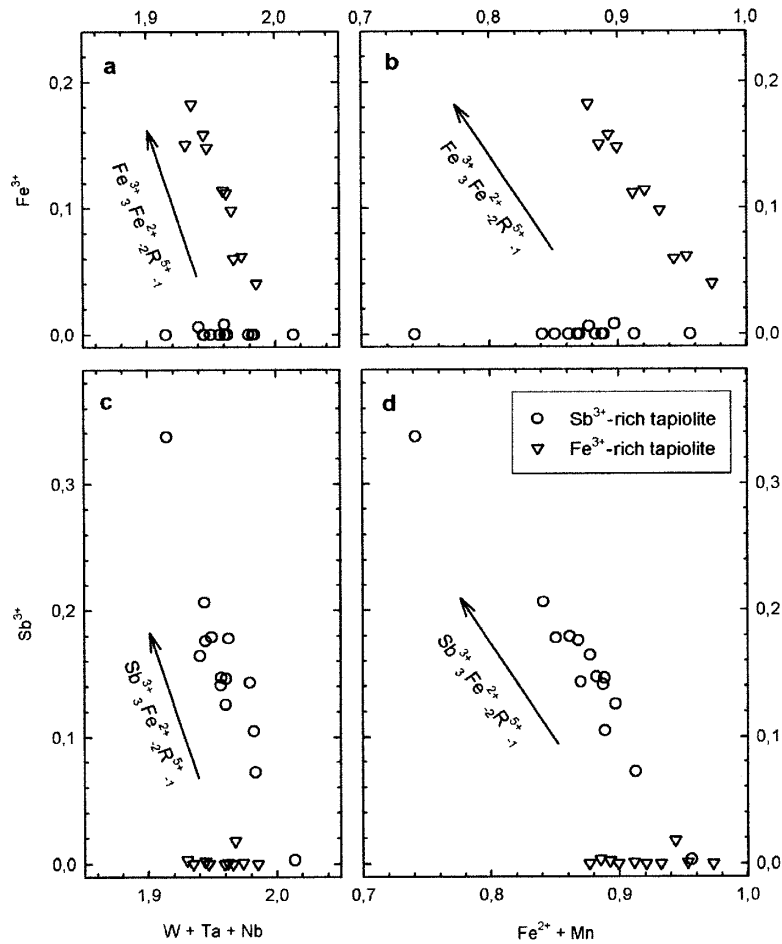 1,9 2,0 0,7 0,8 0,9 1,0
a
b
0,2
0,1
0,0
0,2
0,1
0,0
Fe3+
Fe3+3Fe2+-2R5+-1
Fe3+3Fe2+-2R5+-1
c
d
Sb3+-rich tapiolite
Fe3+-rich tapiolite
0,3
0,2
0,1
0,0
0,3
0,2
0,1
0,0
Sb3+
Sb3+3Fe2+-2R5+-1
Sb3+3Fe2+-2R5+-1
1,9 2,0 0,7 0,8 0,9 1,0
W + Ta + Nb
Fe2+ + Mn